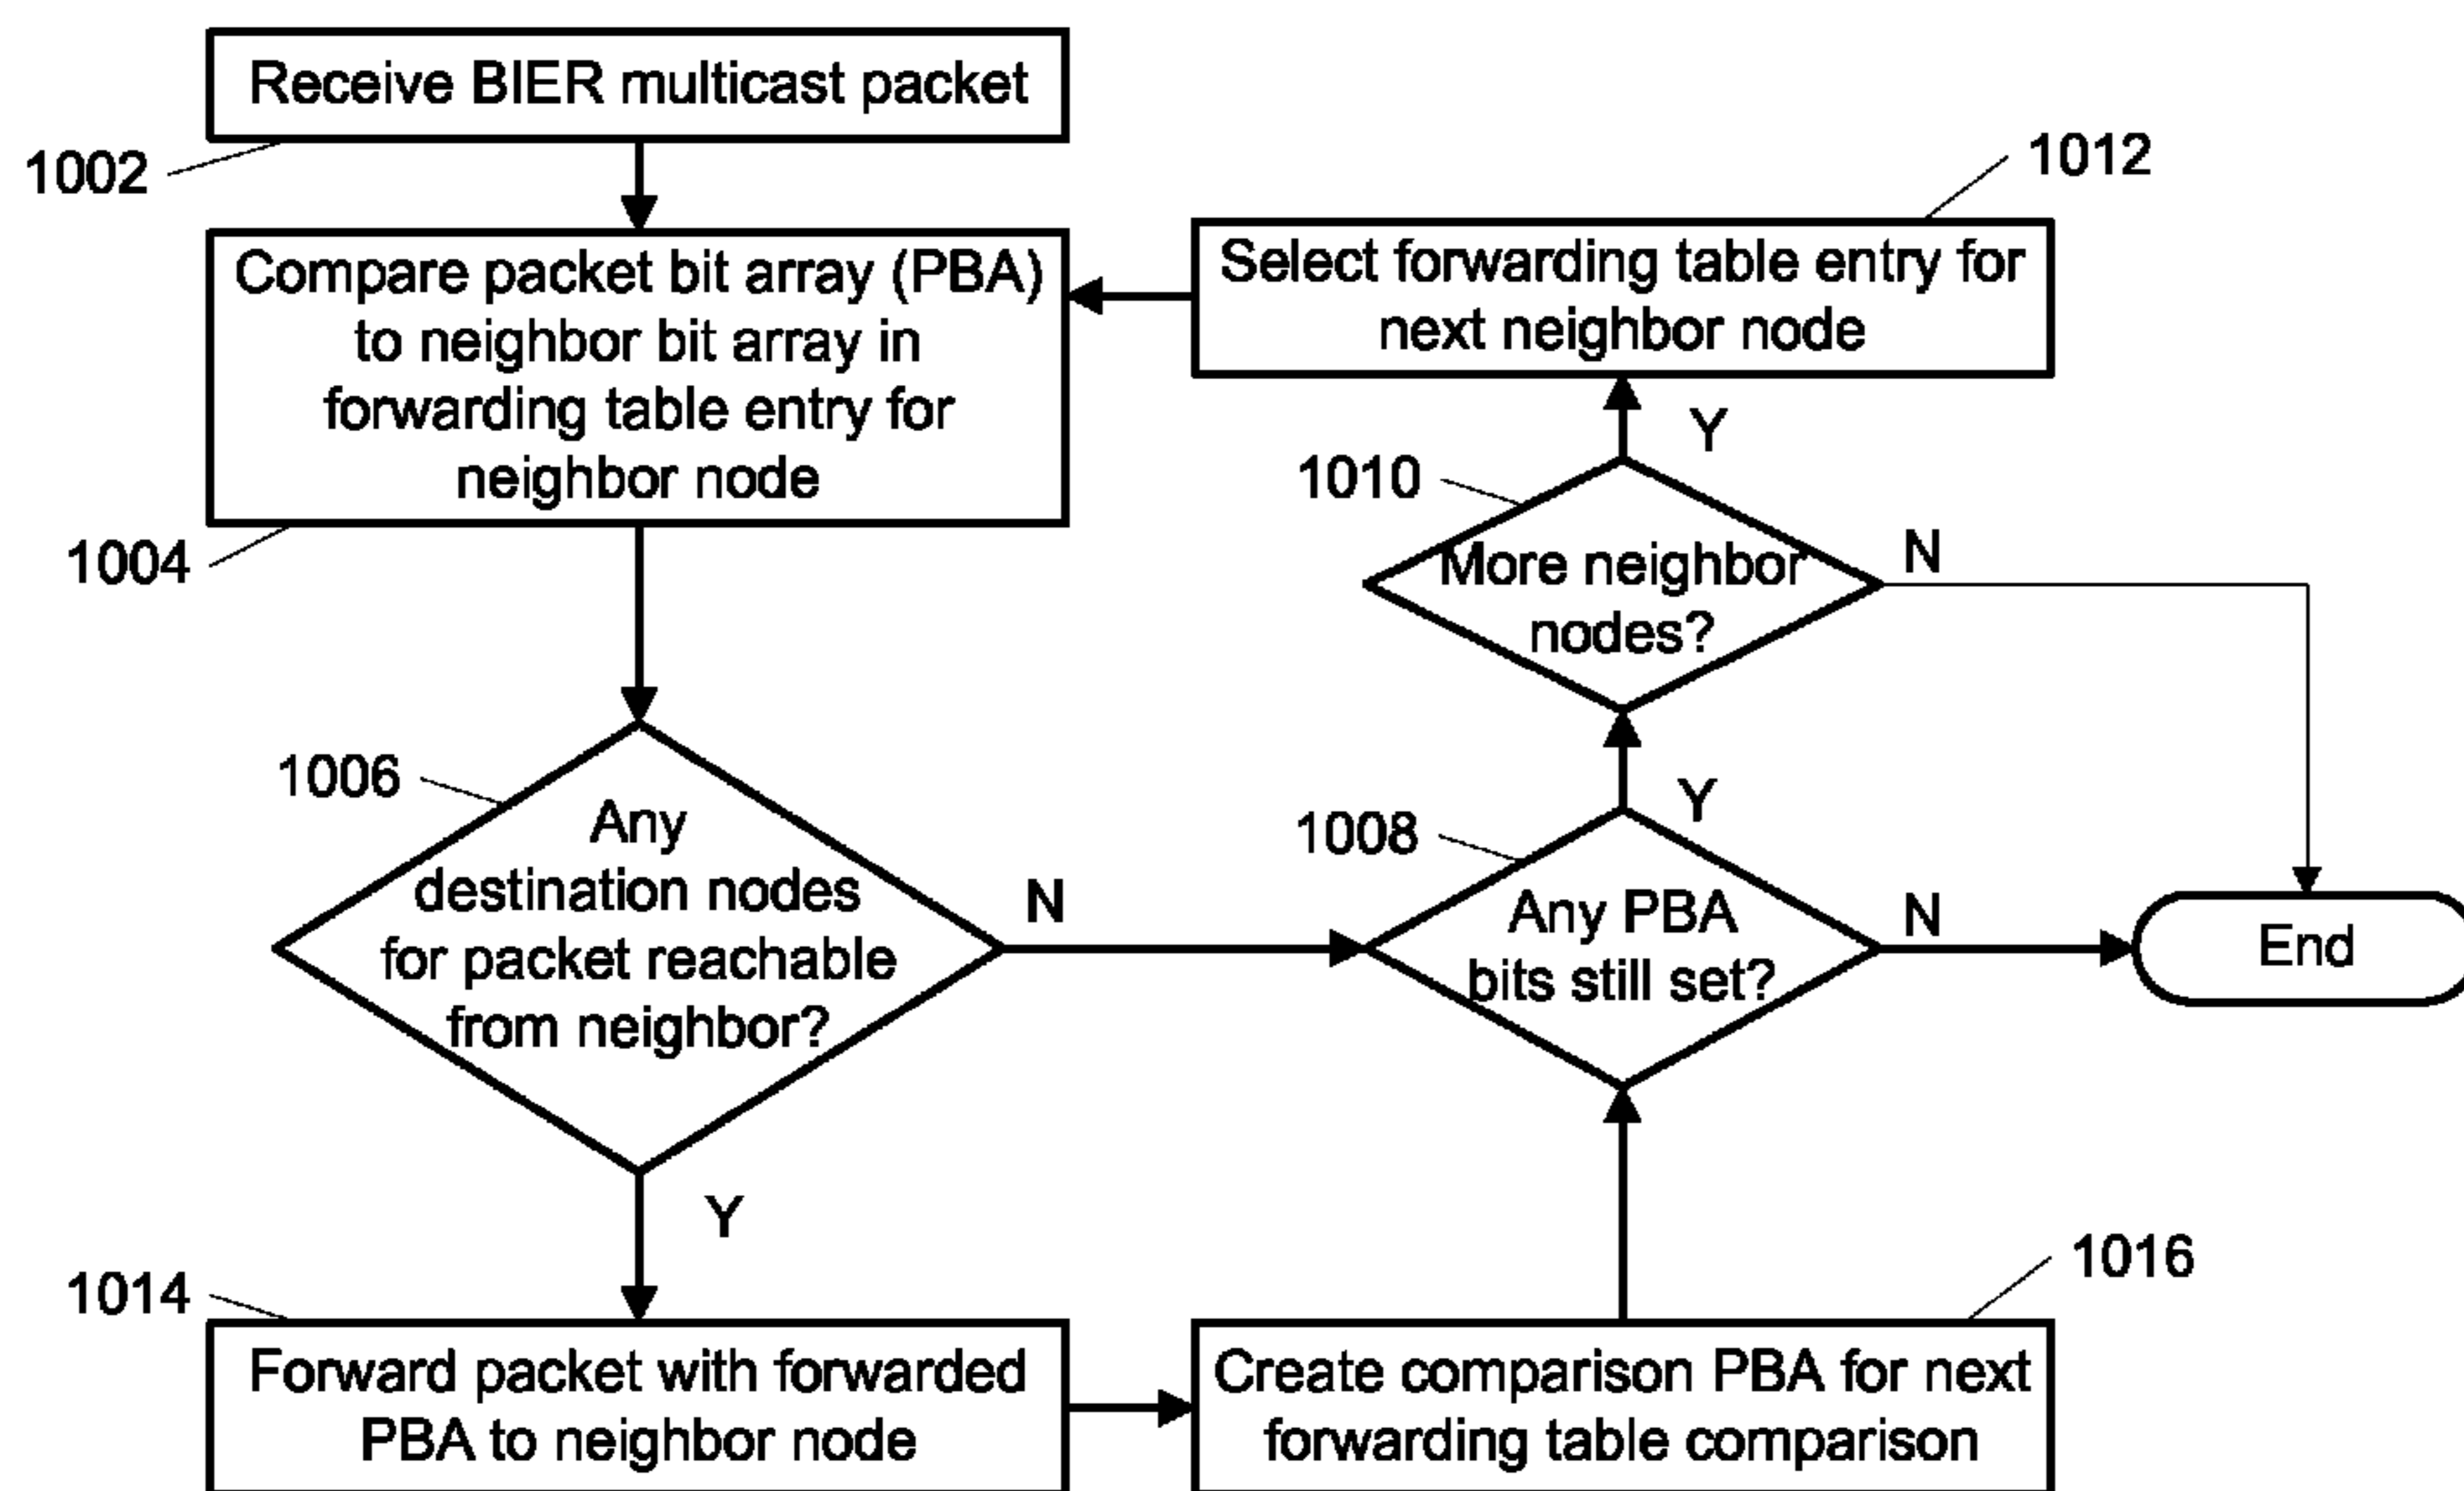 Receive BIER multicast packet
1002
1012
Compare packet bit array (PBA)
to neighbor bit array in
forwarding table entry for
neighbor node
1004
Select forwarding table entry for
next neighbor node
Y
1010
More neighbor
nodes?
N
1006
Any
destination nodes
for packet reachable
from neighbor?
N
Y
1008
Any PBA
bits still set?
Y
N
End
1014
Forward packet with forwarded
PBA to neighbor node
1016
Create comparison PBA for next
forwarding table comparison